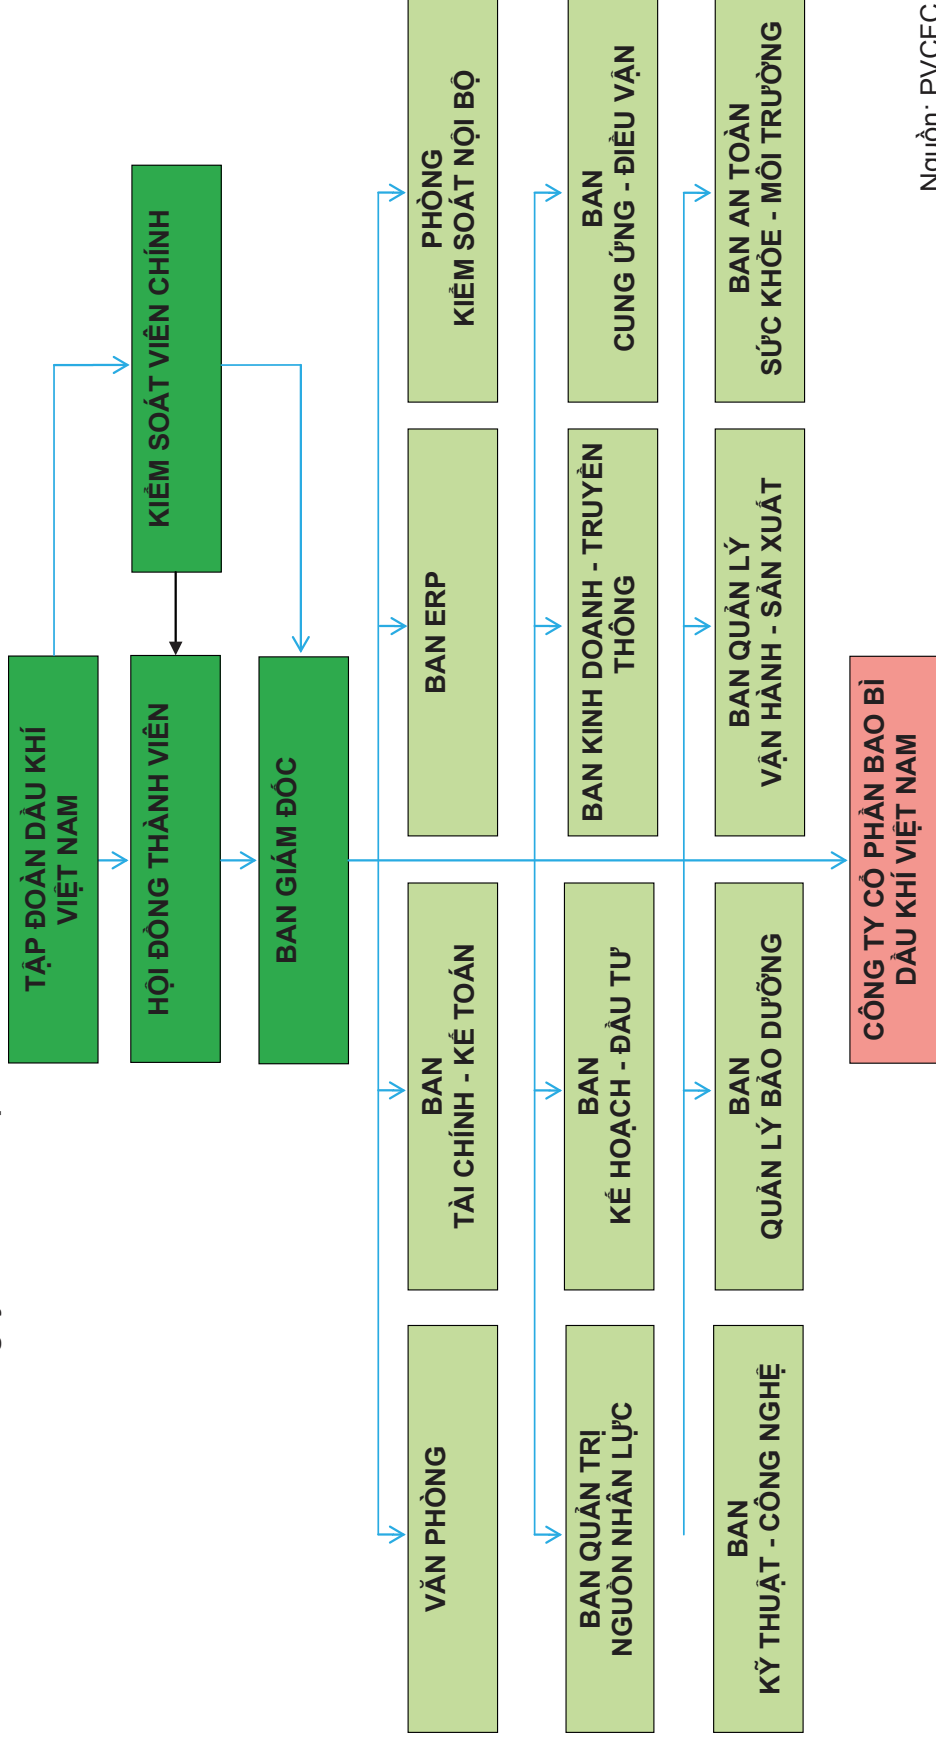 TẬP ĐOÀN DẦU KHÍ
VIỆT NAM
KIỂM SOÁT VIÊN CHÍNH
HỘI ĐỒNG THÀNH VIÊN
BAN GIÁM ĐỐC
VĂN PHÒNG
BAN
TÀI CHÍNH - KẾ TOÁN
BAN ERP
PHÒNG
KIỂM SOÁT NỘI BỘ
BAN QUẢN TRỊ
NGUỒN NHÂN LỰC
BAN
KẾ HOẠCH - ĐẦU TƯ
BAN KINH DOANH - TRUYỀN
THÔNG
BAN
CUNG ỨNG - ĐIỀU VẬN
BAN
KỸ THUẬT - CÔNG NGHỆ
BAN
QUẢN LÝ BẢO DƯỠNG
BAN QUẢN LÝ
VẬN HÀNH - SẢN XUẤT
BAN AN TOÀN
SỨC KHỎE - MÔI TRƯỜNG
CÔNG TY CỔ PHẦN BAO BÌ
DẦU KHÍ VIỆT NAM
Nguồn: PVCFC